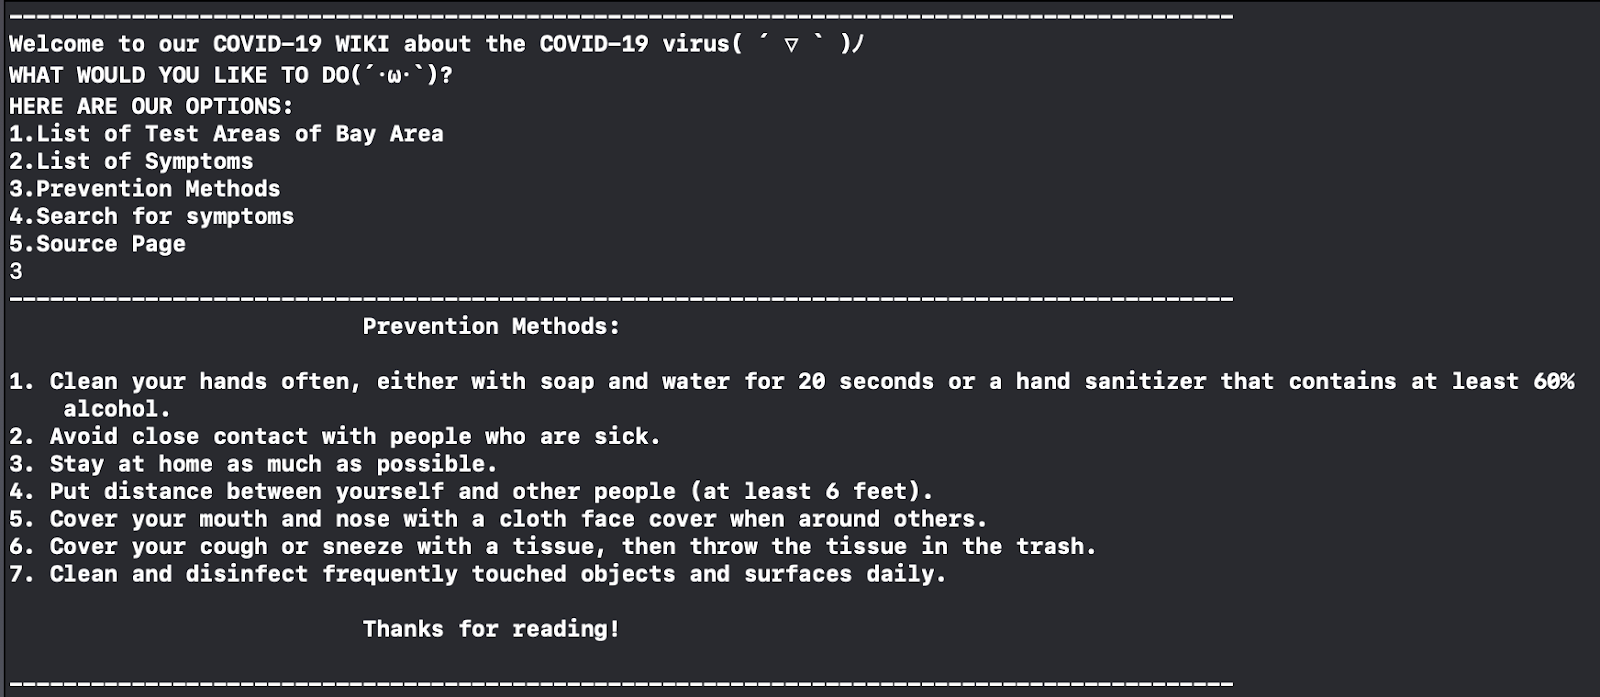 Welcome to our COVID-19 WIKI about the COVID-19 virus( ´ ▽ ` )ﾉ
WHAT WOULD YOU LIKE TO DO(´･ω･`)?
HERE ARE OUR OPTIONS:
1.List of Test Areas of Bay Area
2.List of Symptoms
3.Prevention Methods
4.Search for symptoms
5.Source Page
3
Prevention Methods:
1. Clean your hands often, either with soap and water for 20 seconds or a hand sanitizer that contains at least 60%
alcohol.
2. Avoid close contact with people who are sick.
3. Stay at home as much as possible.
4. Put distance between yourself and other people (at least 6 feet).
5. Cover your mouth and nose with a cloth face cover when around others.
6. Cover your cough or sneeze with a tissue, then throw the tissue in the trash.
7. Clean and disinfect frequently touched objects and surfaces daily.
Thanks for reading!